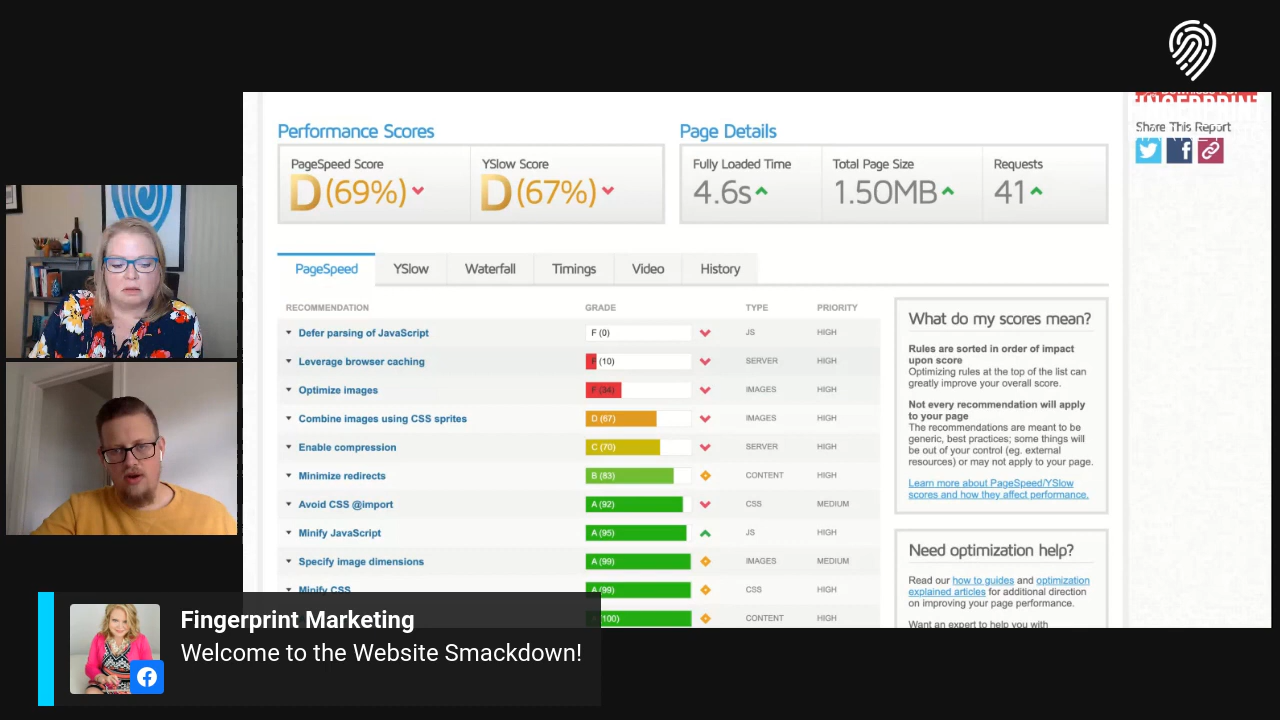 Performance Scores
Page Details
Share This Report
PageSpeed Score
YSlow Score
Fully Loaded Time
Total Page Size
Requests
D (69%)
D (67%)
4.6s
1.50MB
41
PageSpeed
YSlow
Waterfall
Timings
Video
History
RECOMMENDATION
GRADE
TYPE
PRIORITY
Defer parsing of JavaScript
F (0)
JS
HIGH
Leverage browser caching
F (10)
SERVER
HIGH
Optimize images
F (34)
IMAGES
HIGH
Combine images using CSS sprites
D (67)
IMAGES
HIGH
Enable compression
C (70)
SERVER
HIGH
Minimize redirects
B (83)
CONTENT
HIGH
Avoid CSS @import
A (92)
CSS
MEDIUM
Minify JavaScript
A (95)
JS
HIGH
Specify image dimensions
A (99)
IMAGES
MEDIUM
Minify CSS
A (99)
CSS
HIGH
(100)
CONTENT
HIGH
What do my scores mean?
Rules are sorted in order of impact
upon score
Optimizing rules at the top of the list can
greatly improve your overall score.
Not every recommendation will apply
to your page
The recommendations are meant to be
generic, best practices; some things will
be out of your control (eg. external
resources) or may not apply to your page.
Learn more about PageSpeed/YSlow
scores and how they affect performance.
Need optimization help?
Read our how to guides and optimization
explained articles for additional direction
on improving your page performance.
Want an expert to help you with
Fingerprint Marketing
Welcome to the Website Smackdown!